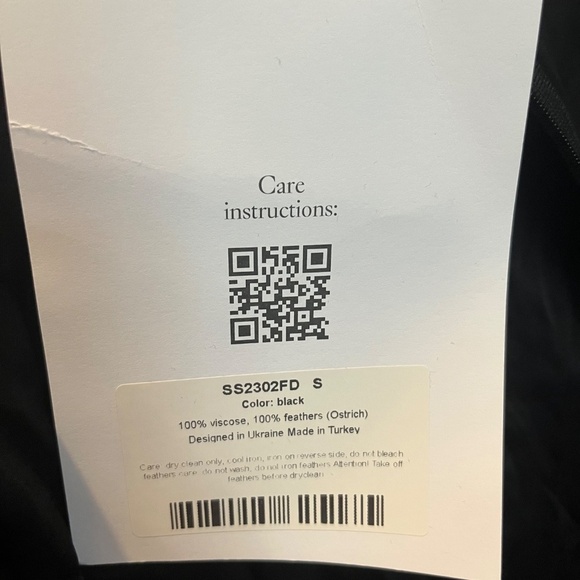 Care
instructions:
SS2302FD S
Color: black
100% viscose, 100% feathers (Ostrich)
Designed in Ukraine Made in Turkey
Care: dry clean only, cool iron, iron on reverse side, do not bleach
feathers care: do not wash, do not iron feathers Attention! Take off
feathers before dryclean